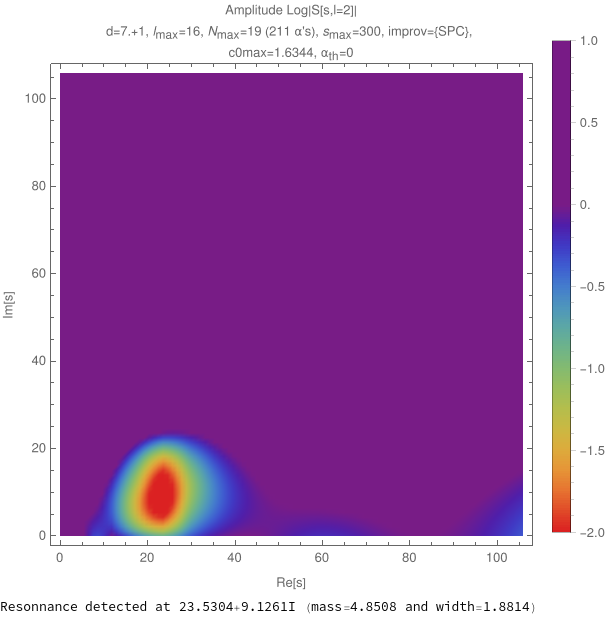 Amplitude Log|S[s,l=2]|
d=7.+1, lmax=16, Nmax=19 (211 α's), smax=300, improv={SPC},
c0max=1.6344, αth=0
1.0
100
0.5
80
0.
60
Im[s]
-0.5
40
-1.0
20
-1.5
0
-2.0
0 20 40 60 80 100
Re[s]
Resonnance detected at 23.5304+9.1261I (mass=4.8508 and width=1.8814)